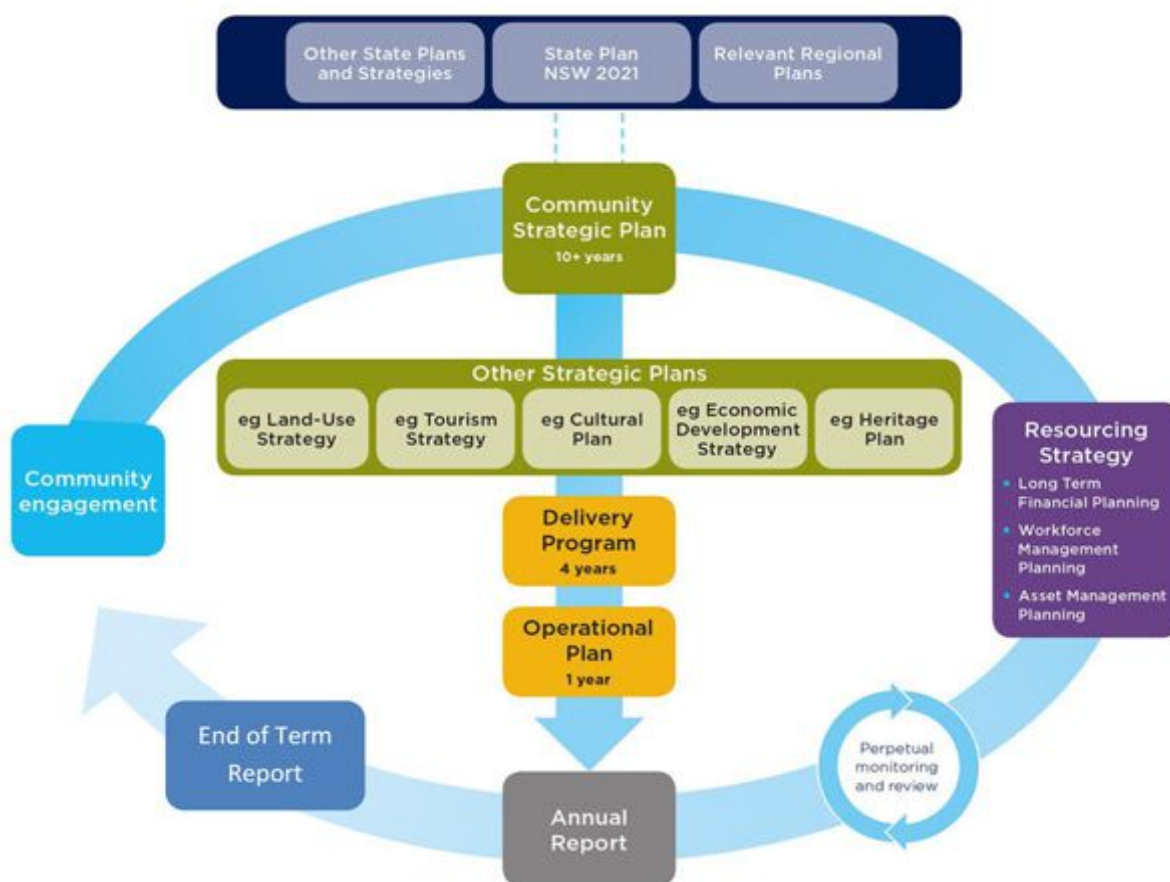 Other State Plans
and Strategies
State Plan
NSW 2021
Relevant Regional
Plans
Community
Strategic Plan
10+ years
Other Strategic Plans
eg Land-Use
Strategy
eg Tourism
Strategy
eg Cultural
Plan
eg Economic
Development
Strategy
eg Heritage
Plan
Community
engagement
Resourcing
Strategy
• Long Term
Financial Planning
• Workforce
Management
Planning
• Asset Management
Planning
Delivery
Program
4 years
Operational
Plan
1 year
End of Term
Report
Perpetual
monitoring
and review
Annual
Report